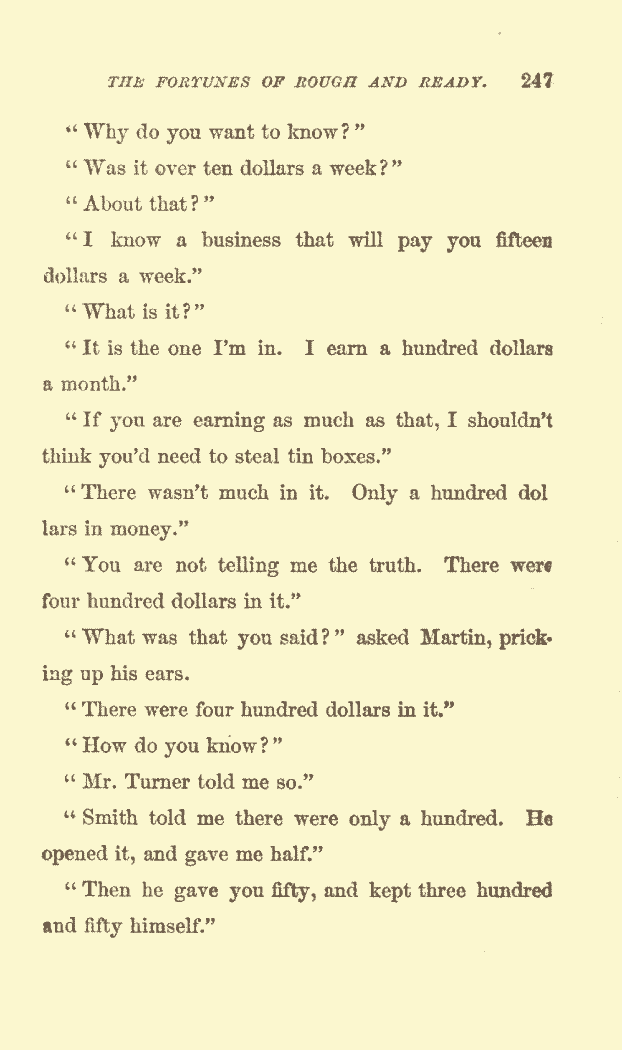 THE FORTUNES OF ROUGH AND READY. 247
“Why do you want to know?”
“Was it over ten dollars a week?”
“About that?”
“I know a business that will pay you fifteen
dollars a week.”
“What is it?”
“It is the one I’m in. I earn a hundred dollars
a month.”
“If you are earning as much as that, I shouldn’t
think you’d need to steal tin boxes.”
“There wasn’t much in it. Only a hundred dol
lars in money.”
“You are not telling me the truth. There were
four hundred dollars in it.”
“What was that you said?” asked Martin, prick-
ing up his ears.
“There were four hundred dollars in it.”
“How do you know?”
“Mr. Turner told me so.”
“Smith told me there were only a hundred. He
opened it, and gave me half.”
“Then he gave you fifty, and kept three hundred
and fifty himself.”